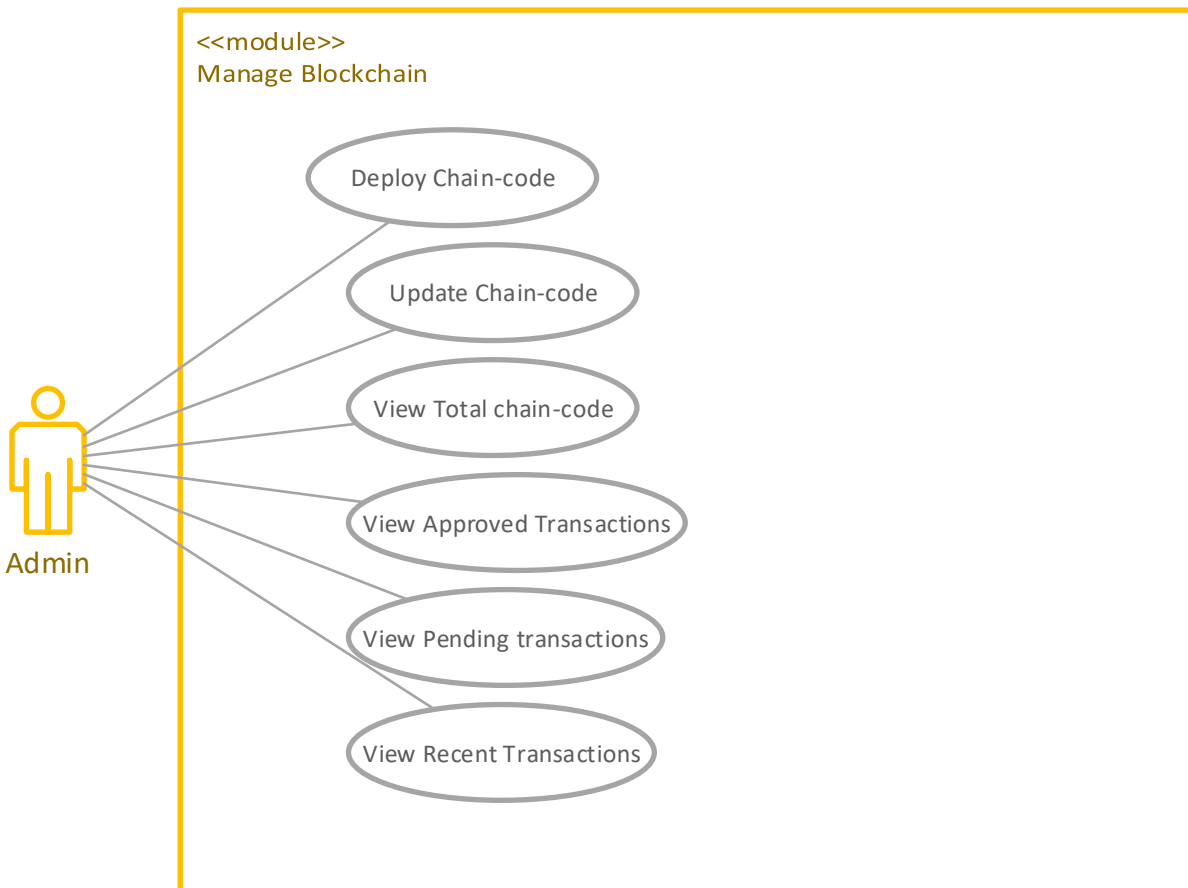 <<module>>
Manage Blockchain
Deploy Chain-code
Update Chain-code
View Total chain-code
View Approved Transactions
Admin
View Pending transactions
View Recent Transactions